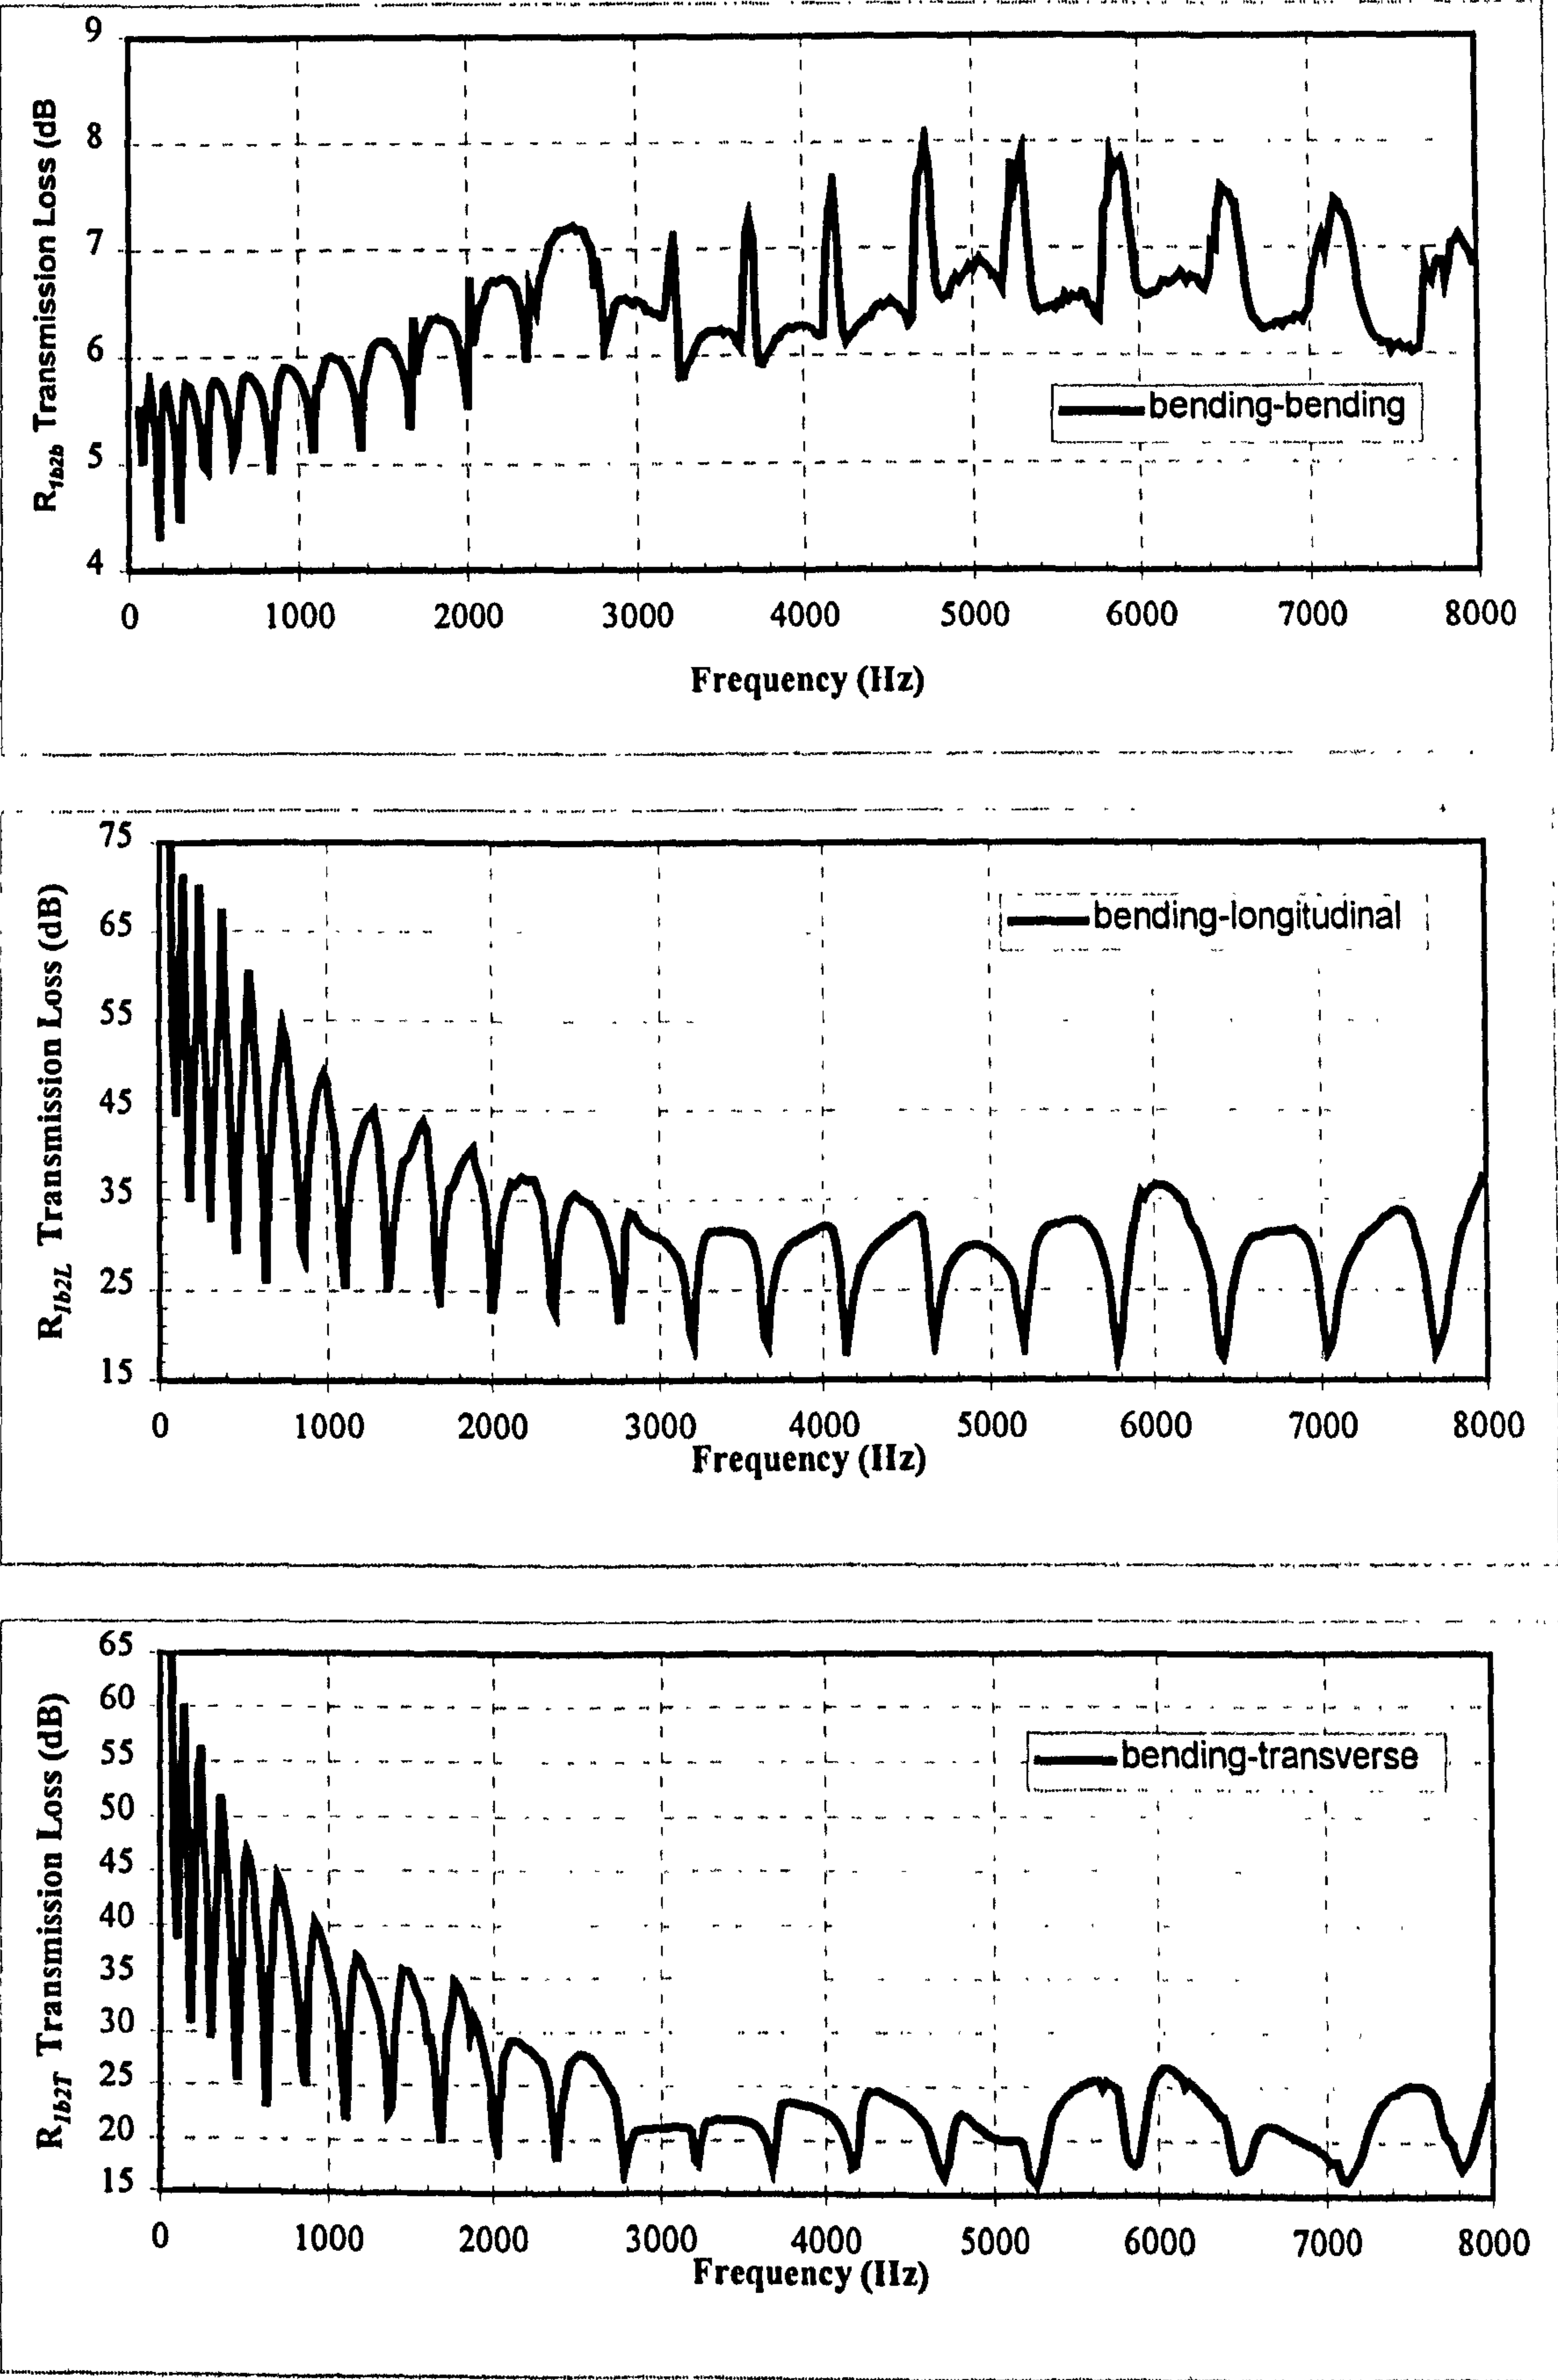 9
8
7
6
5
4
R1b2b Transmission Loss (dB
bending-bending
0 1000 2000 3000 4000 5000 6000 7000 8000
Frequency (Hz)
75
65
55
45
35
25
15
R1b2L Transmission Loss (dB)
bending-longitudinal
0 1000 2000 3000 4000 5000 6000 7000 8000
Frequency (Hz)
65
60
55
50
45
40
35
30
25
20
15
R1b2T Transmission Loss (dB)
bending-transverse
0 1000 2000 3000 4000 5000 6000 7000 8000
Frequency (Hz)